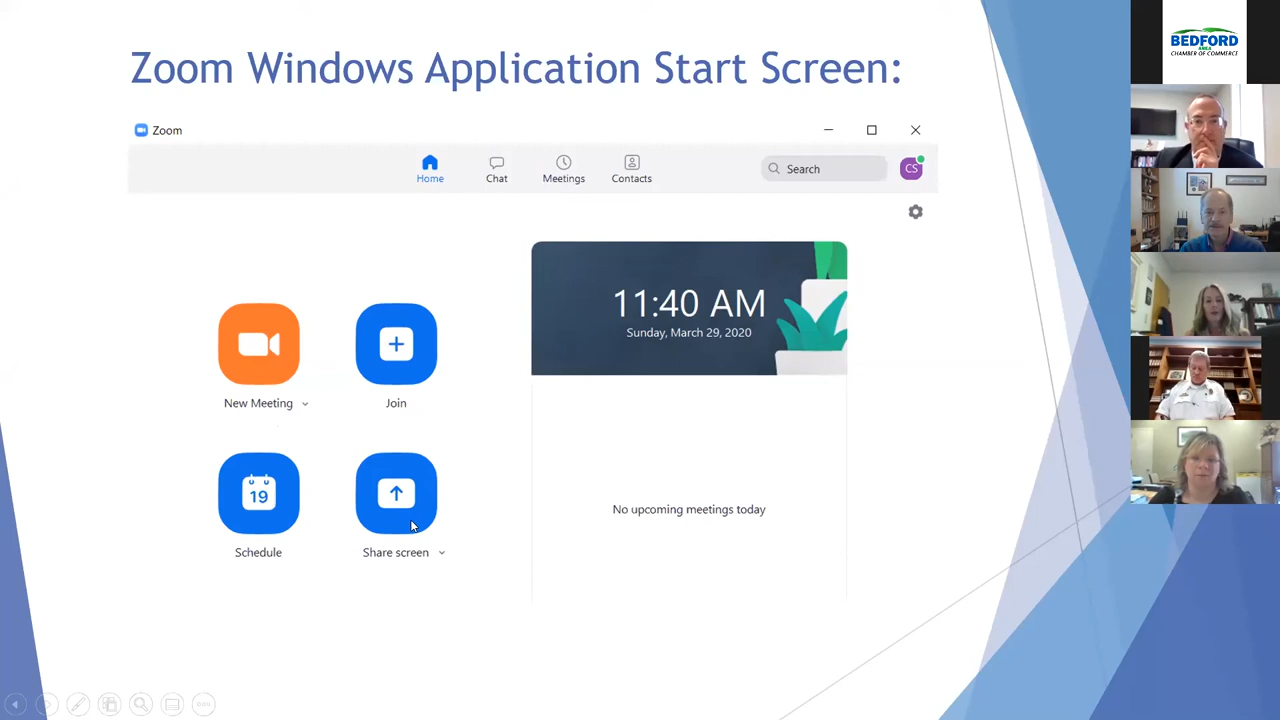 Zoom Windows Application Start Screen:
BEDFORD
AREA
CHAMBER OF COMMERCE
Zoom
Home
Chat
Meetings
Contacts
Search
CS
11:40 AM
Sunday, March 29, 2020
New Meeting
Join
19
Schedule
Share screen
No upcoming meetings today